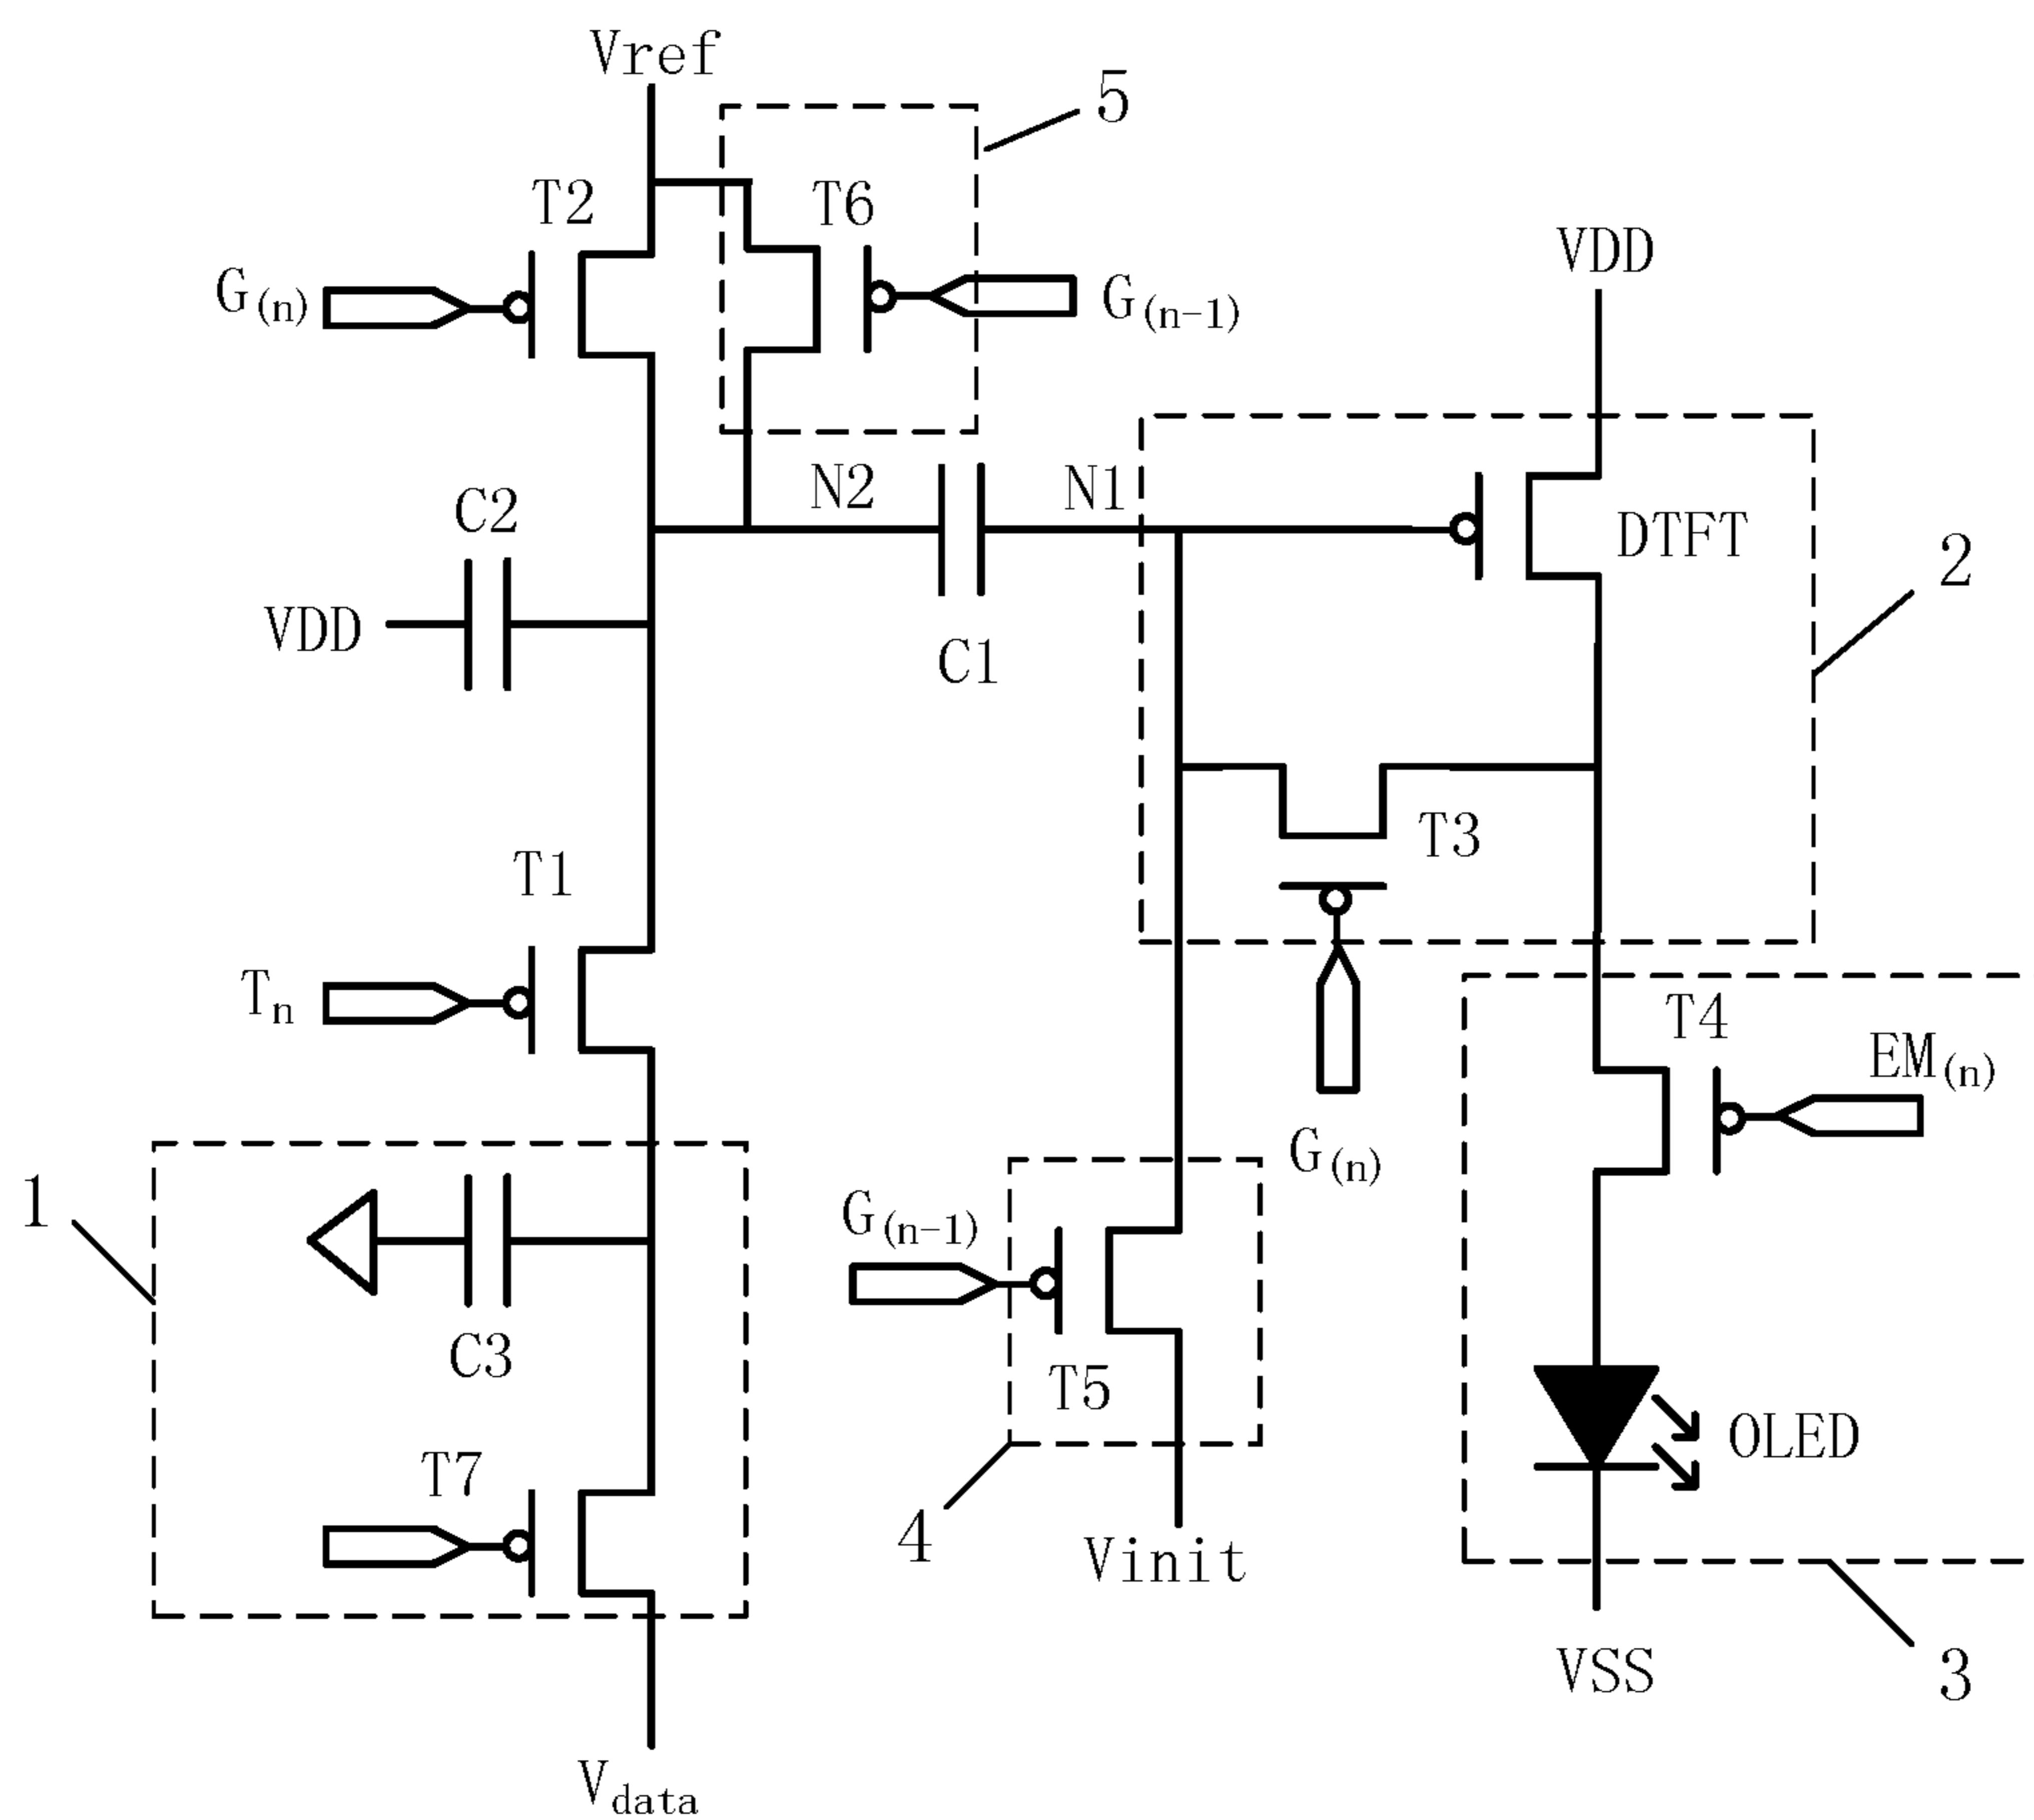 Vref
5
T2
T6
G(n)
G(n-1)
VDD
N2
N1
C2
DTFT
2
VDD
C1
T3
T1
Tn
T4
EM(n)
G(n)
1
G(n-1)
C3
T5
OLED
T7
4
Vinit
VSS
3
Vdata